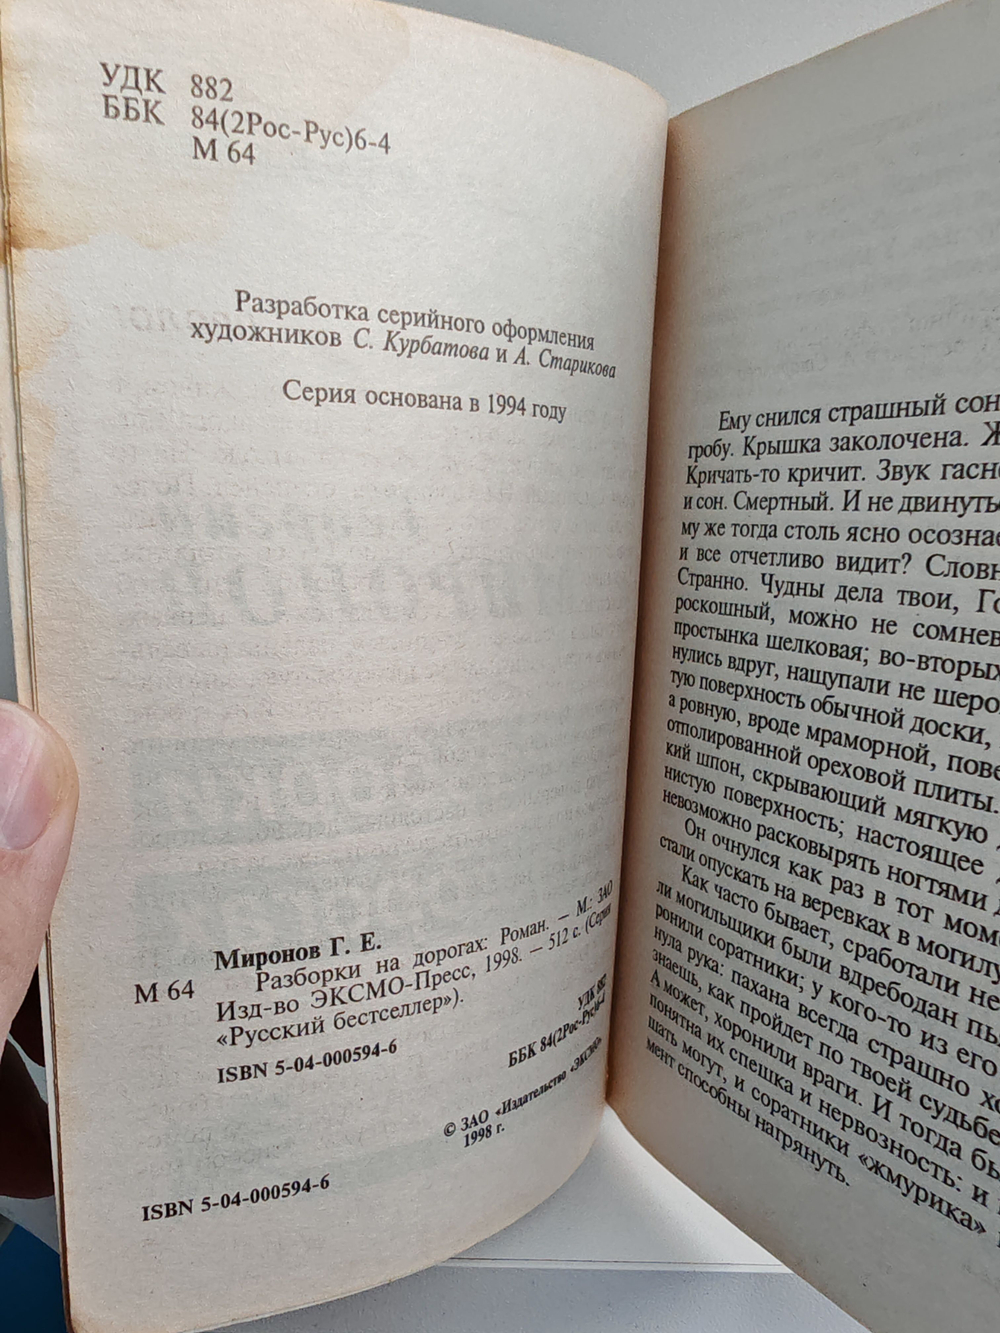 УДК 882
ББК 84(2Рос-Рус)6-4
М 64
Разработка серийного оформления
художников С. Курбатова и А. Старикова
Серия основана в 1994 году
Миронов Г. Е.
М 64 Разборки на дорогах: Роман. — М.: ЗАО
Изд-во ЭКСМО-Пресс, 1998. — 512 с. (Серия
«Русский бестселлер»).
ISBN 5-04-000594-6
УДК 882
ББК 84(2Рос-Рус)6-4
© ЗАО «Издательство «ЭКСМО»
1998 г.
ISBN 5-04-000594-6
Ему снился страшный сон
гробу. Крышка заколочена.
Кричать-то кричит. Звук гасн
и сон. Смертный. И не двинуть
му же тогда столь ясно осозна
и все отчетливо видит? Словн
Странно. Чудны дела твои, Го
роскошный, можно не сомнев
простынка шелковая; во-вторых
нулись вдруг, нащупали не шеро
тую поверхность обычной доски,
а ровную, вроде мраморной, пове
отполированной ореховой плиты.
кий шпон, скрывающий мягкую
нистую поверхность; настоящее
невозможно расковырять ногтями
Он очнулся как раз в тот моме
стали опускать на веревках в могилу
Как часто бывает, сработали не
ли могильщики были вдребодан пь
ронили соратники; у кого-то из его
нула рука: пахана всегда страшно хо
знаешь, как пройдет по твоей судьбе
А может, хоронили враги. И тогда бы
понятна их спешка и нервозность: и
шать могут, и соратники «жмурика»
мент способны нагрянуть.